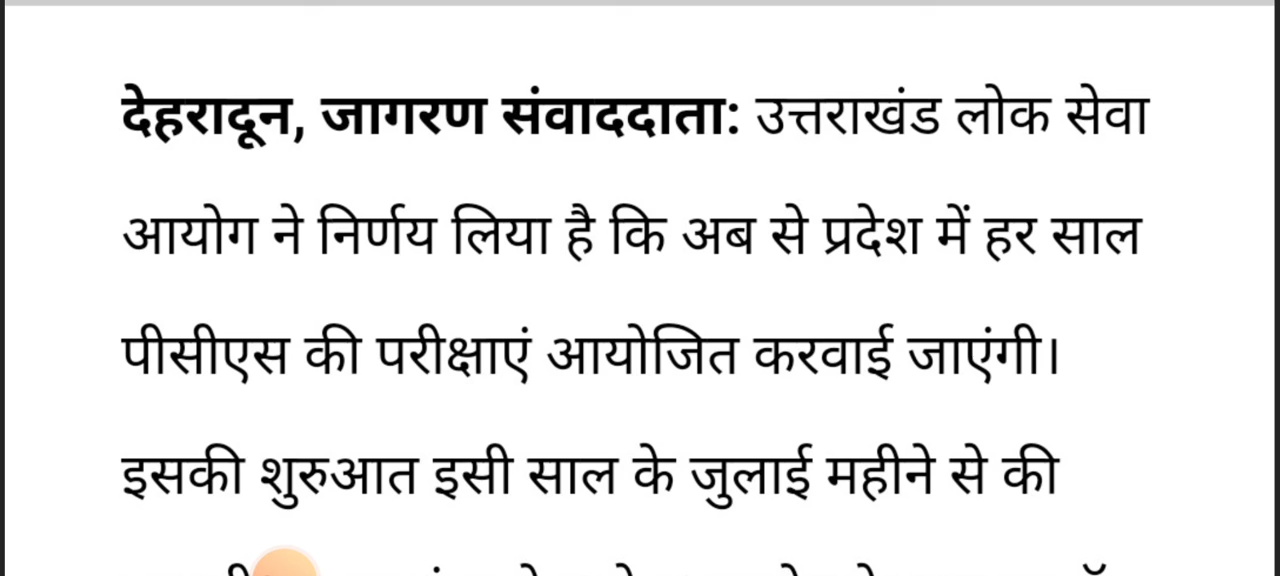 देहरादून, जागरण संवाददाता: उत्तराखंड लोक सेवा
आयोग ने निर्णय लिया है कि अब से प्रदेश में हर साल
पीसीएस की परीक्षाएं आयोजित करवाई जाएंगी।
इसकी शुरुआत इसी साल के जुलाई महीने से की